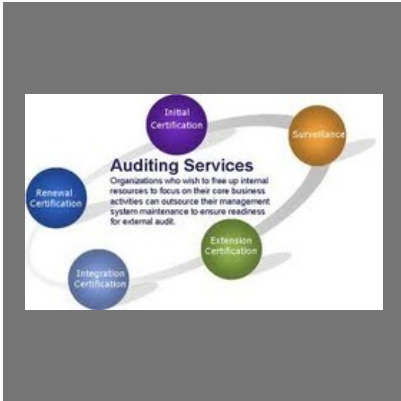 Initial
Certification
Surveillance
Auditing Services
Organizations who wish to free up internal
resources to focus on their core business
activities can outsource their management
system maintenance to ensure readiness
for external audit.
Renewal
Certification
Extension
Certification
Integration
Certification